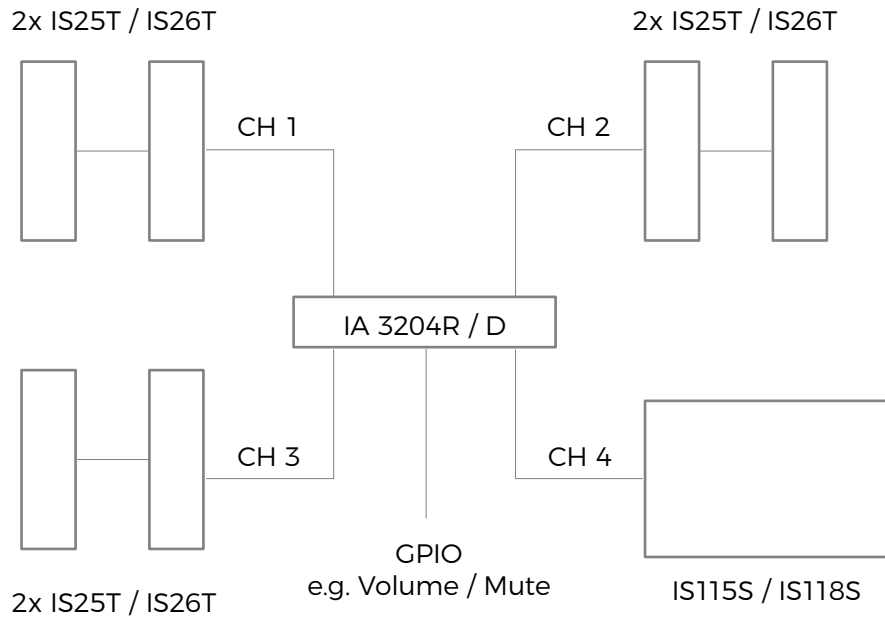 2x IS25T / IS26T
2x IS25T / IS26T
CH 1
CH 2
IA 3204R / D
CH 3
CH 4
GPIO
e.g. Volume / Mute
IS115S / IS118S
2x IS25T / IS26T